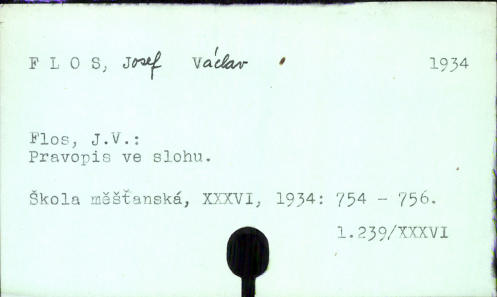 F L O S, Josef Václav 1934
Flos, J.V.:
Pravopis ve slohu.
Škola měšťanská, XXXVI, 1934: 754 - 756.
1.239/XXXVI